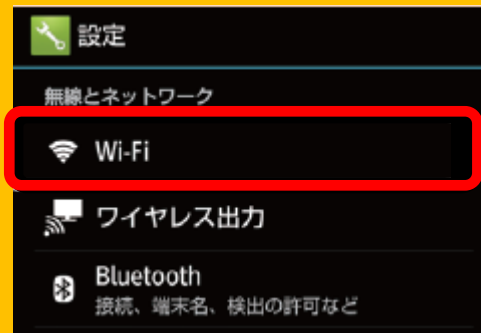 設定
無線とネットワーク
Wi-Fi
ワイヤレス出力
Bluetooth
接続、端末名、検出の許可など